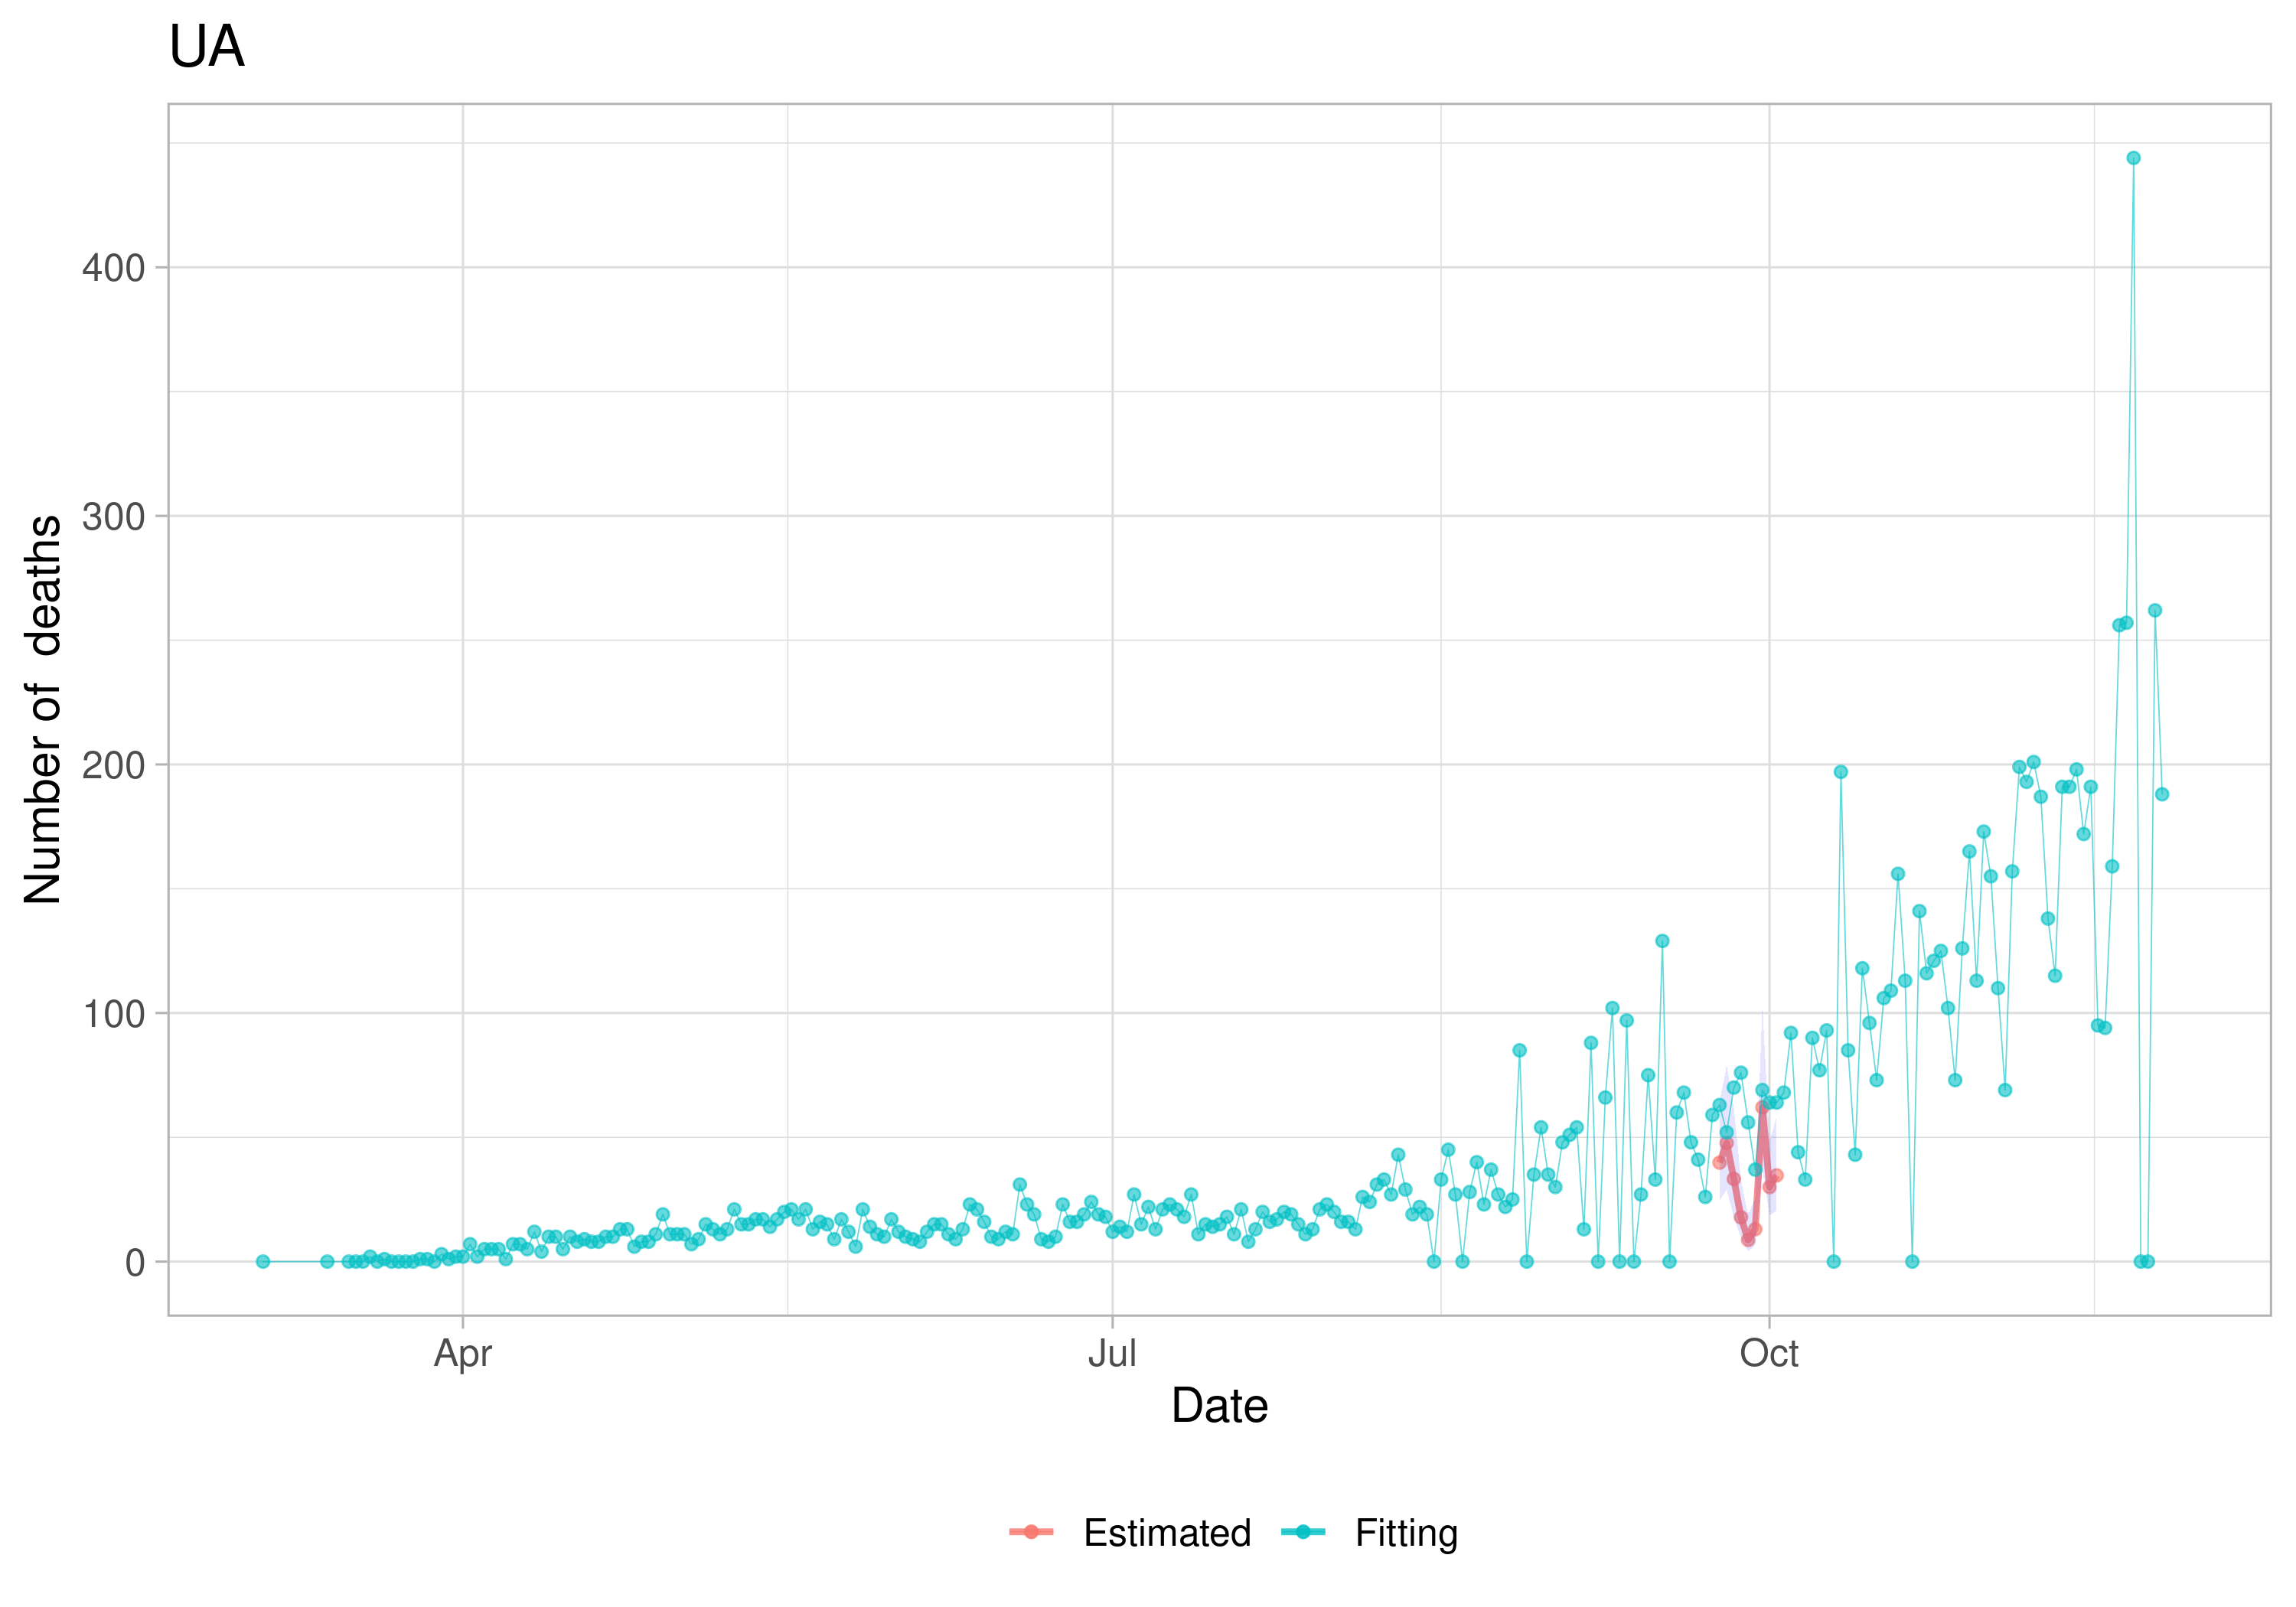 UA
Number of  deaths
400
300
200
100
0
Apr Jul Oct
Date
Estimated Fitting